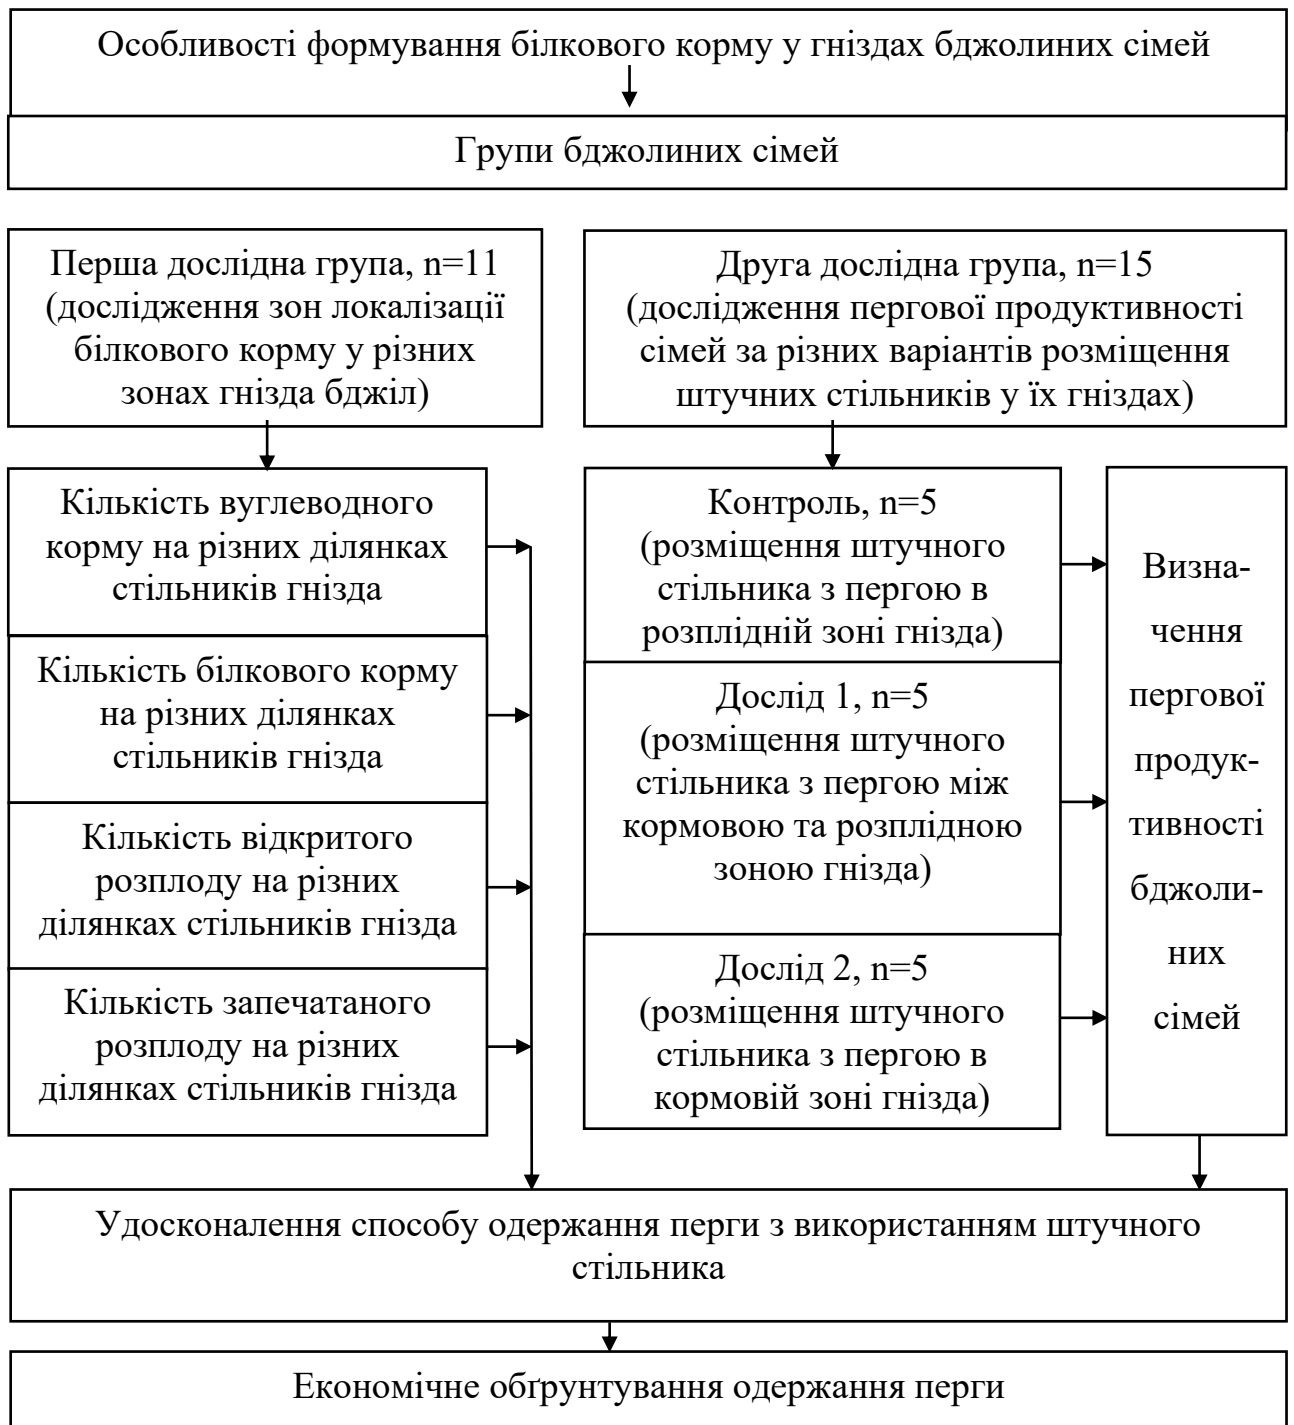 Особливості формування білкового корму у гніздах бджолиних сімей
Групи бджолиних сімей
Перша дослідна група, n=11
(дослідження зон локалізації
білкового корму у різних
зонах гнізда бджіл)
Друга дослідна група, n=15
(дослідження пергової продуктивності
сімей за різних варіантів розміщення
штучних стільників у їх гніздах)
Кількість вуглеводного
корму на різних ділянках
стільників гнізда
Кількість білкового корму
на різних ділянках
стільників гнізда
Кількість відкритого
розплоду на різних
ділянках стільників гнізда
Кількість запечатаного
розплоду на різних
ділянках стільників гнізда
Контроль, n=5
(розміщення штучного
стільника з пергою в
розплідній зоні гнізда)
Дослід 1, n=5
(розміщення штучного
стільника з пергою між
кормовою та розплідною
зоною гнізда)
Дослід 2, n=5
(розміщення штучного
стільника з пергою в
кормовій зоні гнізда)
Визна-
чення
пергової
продук-
тивності
бджоли-
них
сімей
Удосконалення способу одержання перги з використанням штучного
стільника
Економічне обґрунтування одержання перги